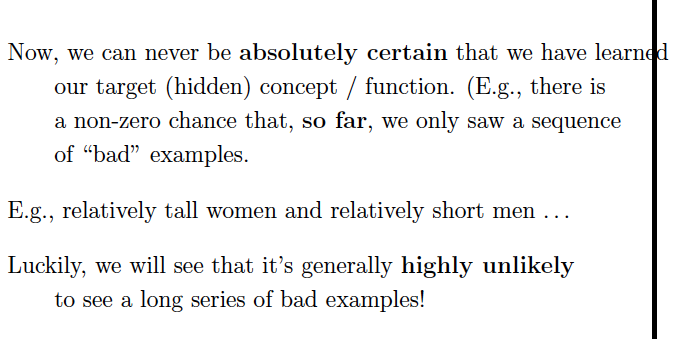 Now, we can never be absolutely certain that we have learned
our target (hidden) concept / function. (E.g., there is
a non-zero chance that, so far, we only saw a sequence
of “bad” examples.
E.g., relatively tall women and relatively short men ...
Luckily, we will see that it’s generally highly unlikely
to see a long series of bad examples!